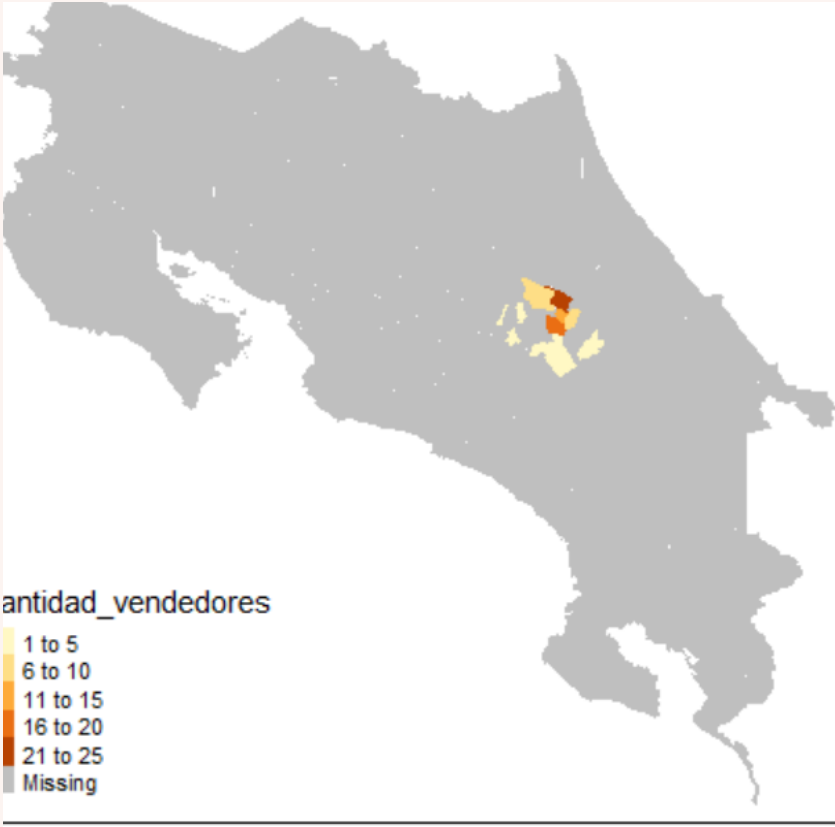 antidad_vendedores
1 to 5
6 to 10
11 to 15
16 to 20
21 to 25
Missing